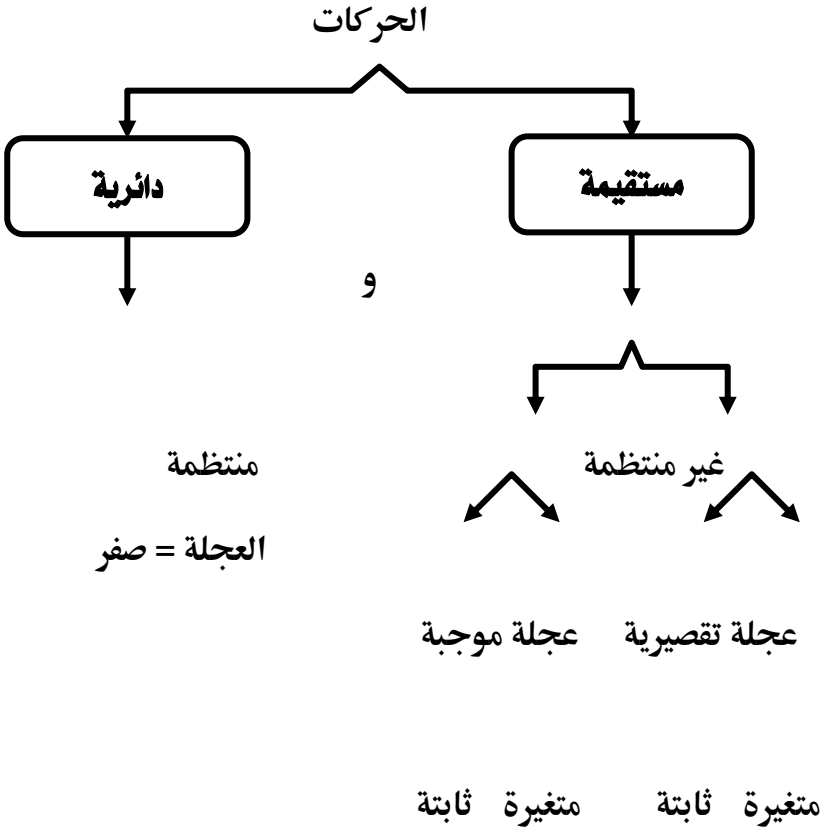 الحركات
مستقيمة دائرية
و
غير منتظمة منتظمة
العجلة = صفر
عجلة تقصيرية عجلة موجبة
متغيرة ثابتة متغيرة ثابتة